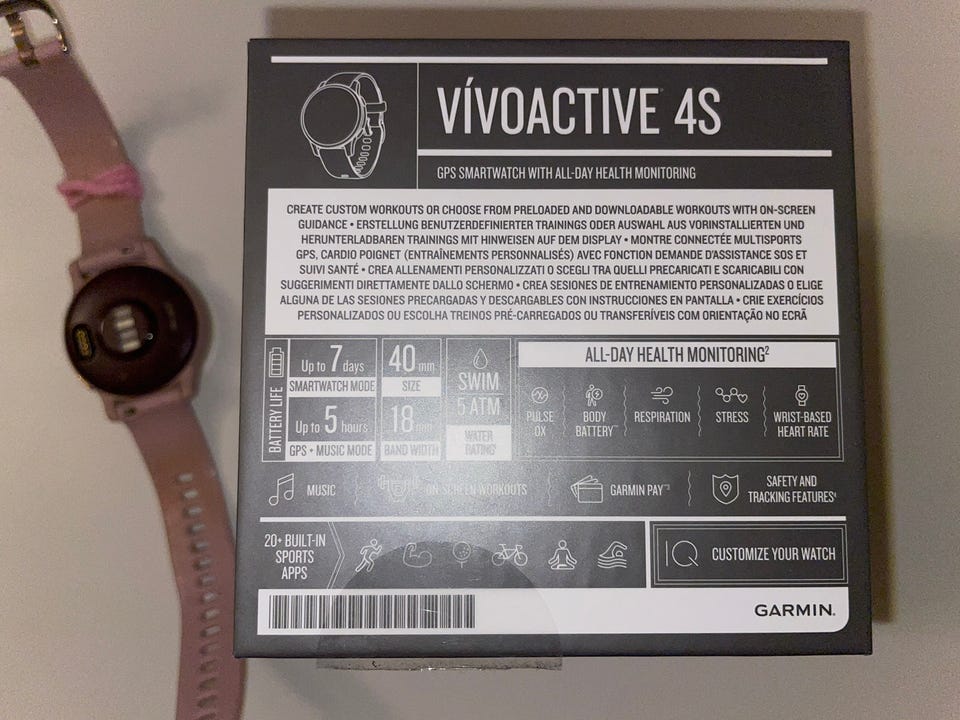 VÍVOACTIVE® 4S
GPS SMARTWATCH WITH ALL-DAY HEALTH MONITORING
CREATE CUSTOM WORKOUTS OR CHOOSE FROM PRELOADED AND DOWNLOADABLE WORKOUTS WITH ON-SCREEN
GUIDANCE • ERSTELLUNG BENUTZERDEFINIERTER TRAININGS ODER AUSWAHL AUS VORINSTALLIERTEN UND
HERUNTERLADBAREN TRAININGS MIT HINWEISEN AUF DEM DISPLAY • MONTRE CONNECTÉE MULTISPORTS
GPS, CARDIO POIGNET (ENTRAÎNEMENTS PERSONNALISÉS) AVEC FONCTION DEMANDE D'ASSISTANCE SOS ET
SUIVI SANTÉ • CREA ALLENAMENTI PERSONALIZZATI O SCEGLI TRA QUELLI PRECARICATI E SCARICABILI CON
SUGGERIMENTI DIRETTAMENTE DALLO SCHERMO • CREA SESIONES DE ENTRENAMIENTO PERSONALIZADAS O ELIGE
ALGUNA DE LAS SESIONES PRECARGADAS Y DESCARGABLES CON INSTRUCCIONES EN PANTALLA • CRIE EXERCÍCIOS
PERSONALIZADOS OU ESCOLHA TREINOS PRÉ-CARREGADOS OU TRANSFERÍVEIS COM ORIENTAÇÃO NO ECRÃ
BATTERY LIFE
Up to 7 days
SMARTWATCH MODE
Up to 5 hours
GPS + MUSIC MODE
40 mm
SIZE
18 mm
BAND WIDTH
SWIM
5 ATM
WATER
RATING¹
ALL-DAY HEALTH MONITORING²
PULSE
OX
BODY
BATTERY™
RESPIRATION
STRESS
WRIST-BASED
HEART RATE
MUSIC
ON-SCREEN WORKOUTS
GARMIN PAY™³
SAFETY AND
TRACKING FEATURES⁴
20+ BUILT-IN
SPORTS
APPS
IQ
CUSTOMIZE YOUR WATCH
GARMIN.